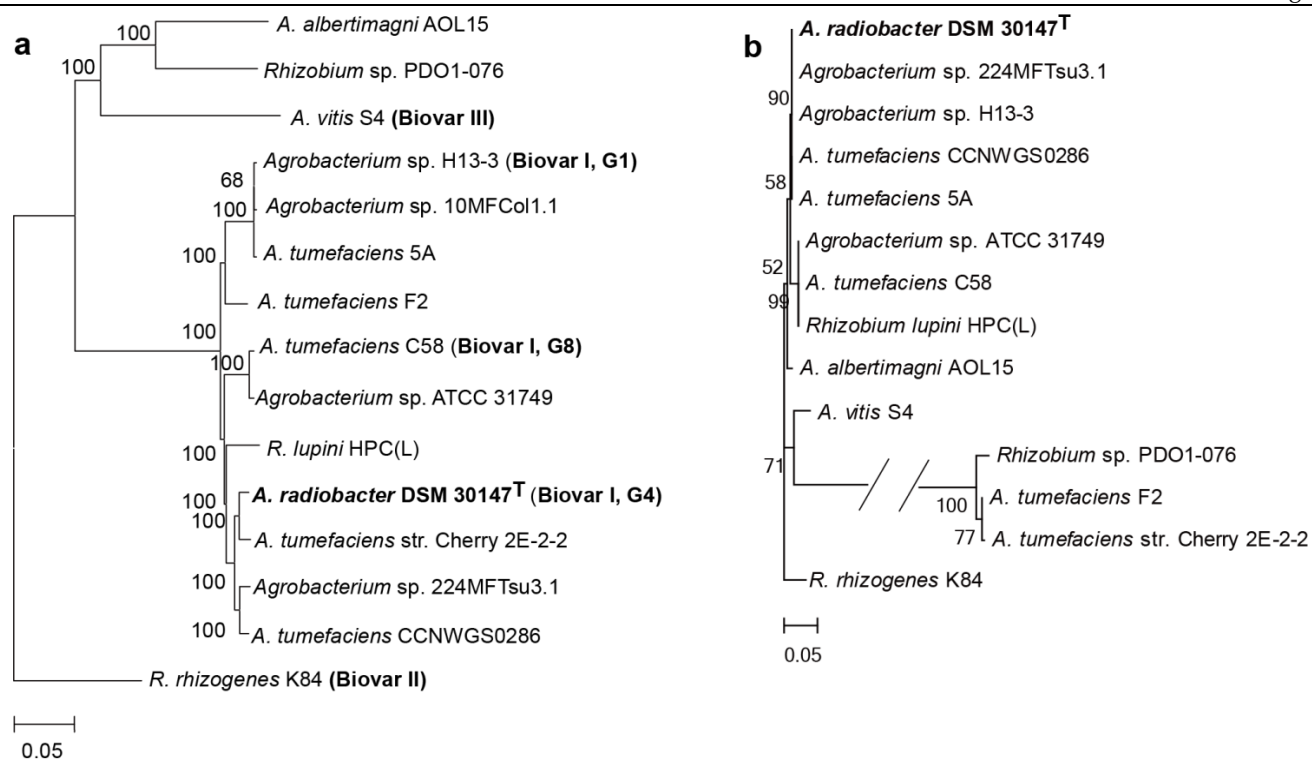 a
A. albertimagni AOL15
100
Rhizobium sp. PDO1-076
100
A. vitis S4 (Biovar III)
Agrobacterium sp. H13-3 (Biovar I, G1)
68
Agrobacterium sp. 10MFCol1.1
100
A. tumefaciens 5A
100
A. tumefaciens F2
100
A. tumefaciens C58 (Biovar I, G8)
100
Agrobacterium sp. ATCC 31749
R. lupini HPC(L)
100
A. radiobacter DSM 30147T (Biovar I, G4)
100
100
A. tumefaciens str. Cherry 2E-2-2
Agrobacterium sp. 224MFTsu3.1
100
A. tumefaciens CCNWGS0286
100
R. rhizogenes K84 (Biovar II)
0.05
b
A. radiobacter DSM 30147T
Agrobacterium sp. 224MFTsu3.1
90
Agrobacterium sp. H13-3
A. tumefaciens CCNWGS0286
58
A. tumefaciens 5A
Agrobacterium sp. ATCC 31749
52
A. tumefaciens C58
99
Rhizobium lupini HPC(L)
A. albertimagni AOL15
A. vitis S4
Rhizobium sp. PDO1-076
71
A. tumefaciens F2
100
A. tumefaciens str. Cherry 2E-2-2
77
R. rhizogenes K84
0.05